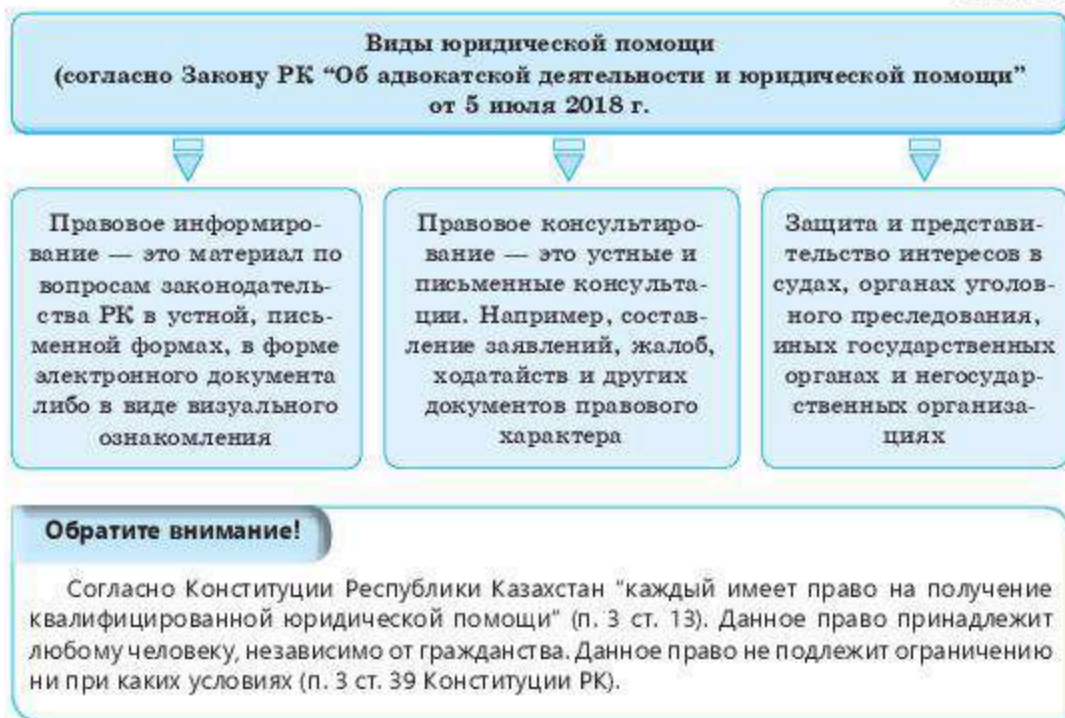 Виды юридической помощи
(согласно Закону РК “Об адвокатской деятельности и юридической помощи”
от 5 июля 2018 г.
Правовое информиро-
вание — это материал по
вопросам законодатель-
ства РК в устной, пись-
менной формах, в форме
электронного документа
либо в виде визуального
ознакомления
Правовое консультиро-
вание — это устные и
письменные консульта-
ции. Например, состав-
ление заявлений, жалоб,
ходатайств и других
документов правового
характера
Защита и представи-
тельство интересов в
судах, органах уголов-
ного преследования,
иных государственных
органах и негосудар-
ственных организа-
циях
Обратите внимание!
Согласно Конституции Республики Казахстан “каждый имеет право на получение
квалифицированной юридической помощи” (п. 3 ст. 13). Данное право принадлежит
любому человеку, независимо от гражданства. Данное право не подлежит ограничению
ни при каких условиях (п. 3 ст. 39 Конституции РК).